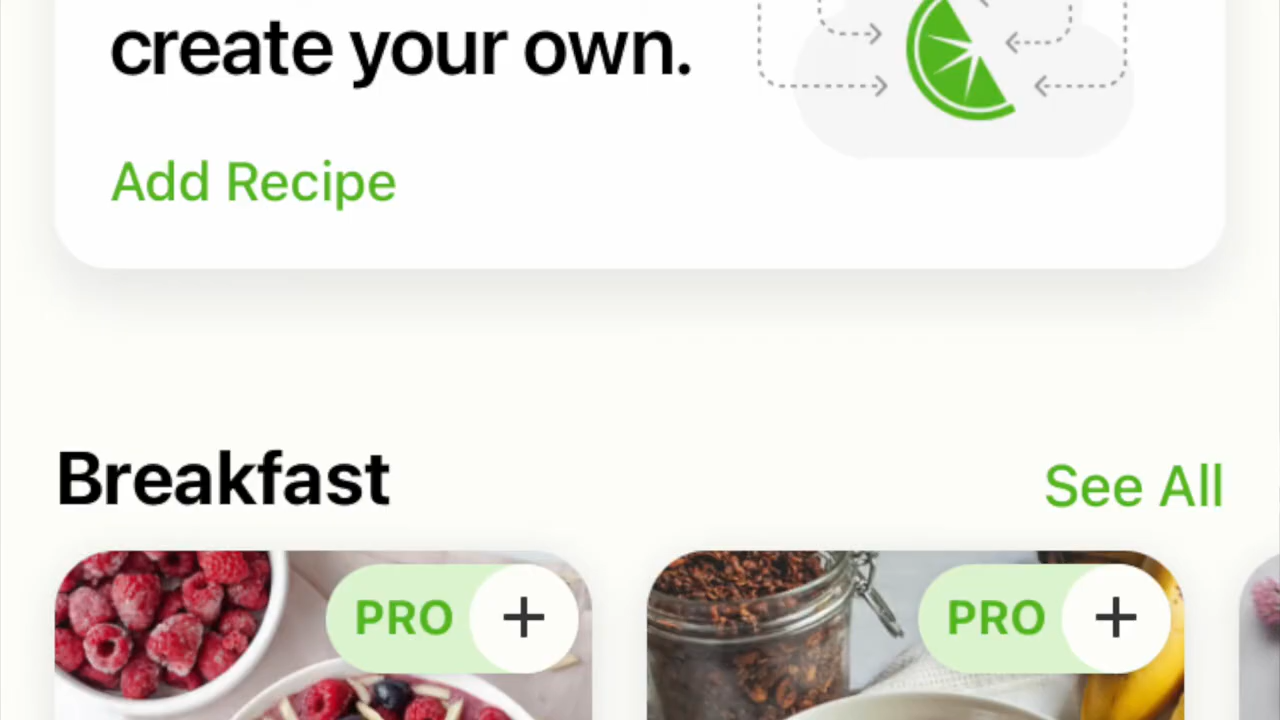 create your own.
Add Recipe
Breakfast
See All
PRO +
PRO +